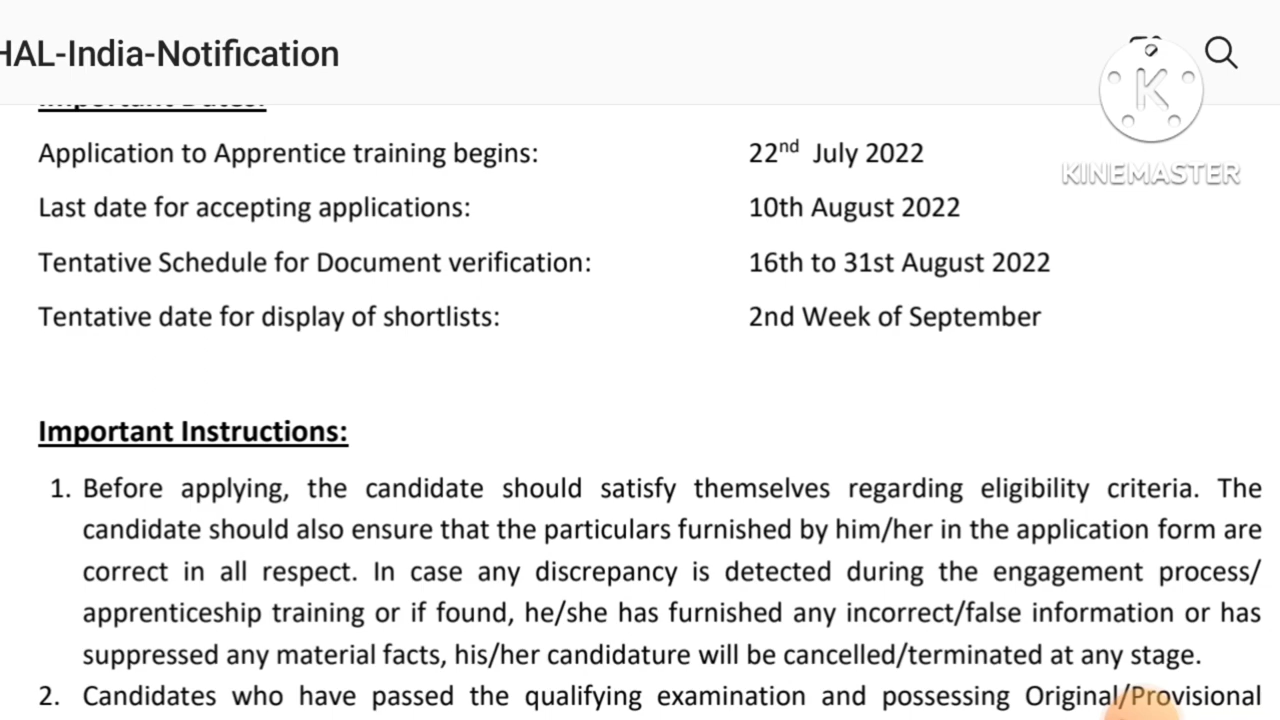 HAL-India-Notification
K
KINEMASTER
Important Dates:
Application to Apprentice training begins: 22nd July 2022
Last date for accepting applications: 10th August 2022
Tentative Schedule for Document verification: 16th to 31st August 2022
Tentative date for display of shortlists: 2nd Week of September
Important Instructions:
1. Before applying, the candidate should satisfy themselves regarding eligibility criteria. The
candidate should also ensure that the particulars furnished by him/her in the application form are
correct in all respect. In case any discrepancy is detected during the engagement process/
apprenticeship training or if found, he/she has furnished any incorrect/false information or has
suppressed any material facts, his/her candidature will be cancelled/terminated at any stage.
2. Candidates who have passed the qualifying examination and possessing Original/Provisional